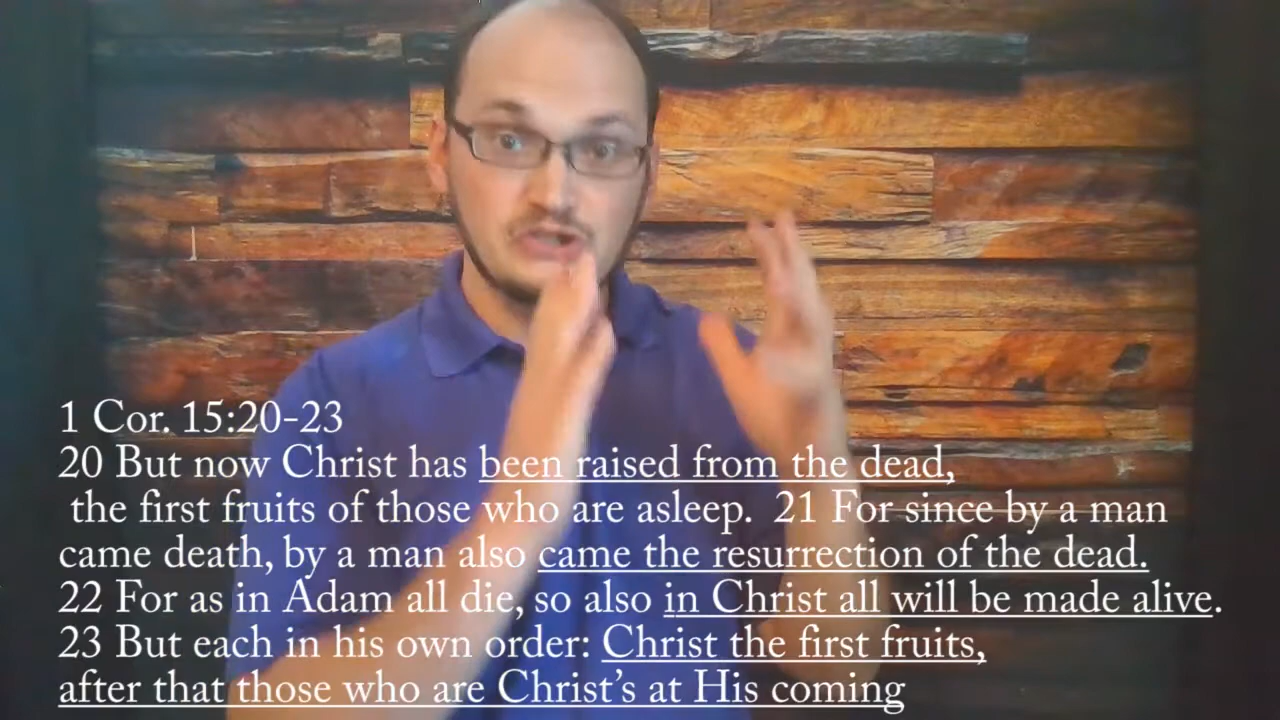 1 Cor. 15:20-23
20 But now Christ has been raised from the dead,
the first fruits of those who are asleep. 21 For since by a man
came death, by a man also came the resurrection of the dead.
22 For as in Adam all die, so also in Christ all will be made alive.
23 But each in his own order: Christ the first fruits,
after that those who are Christ's at His coming